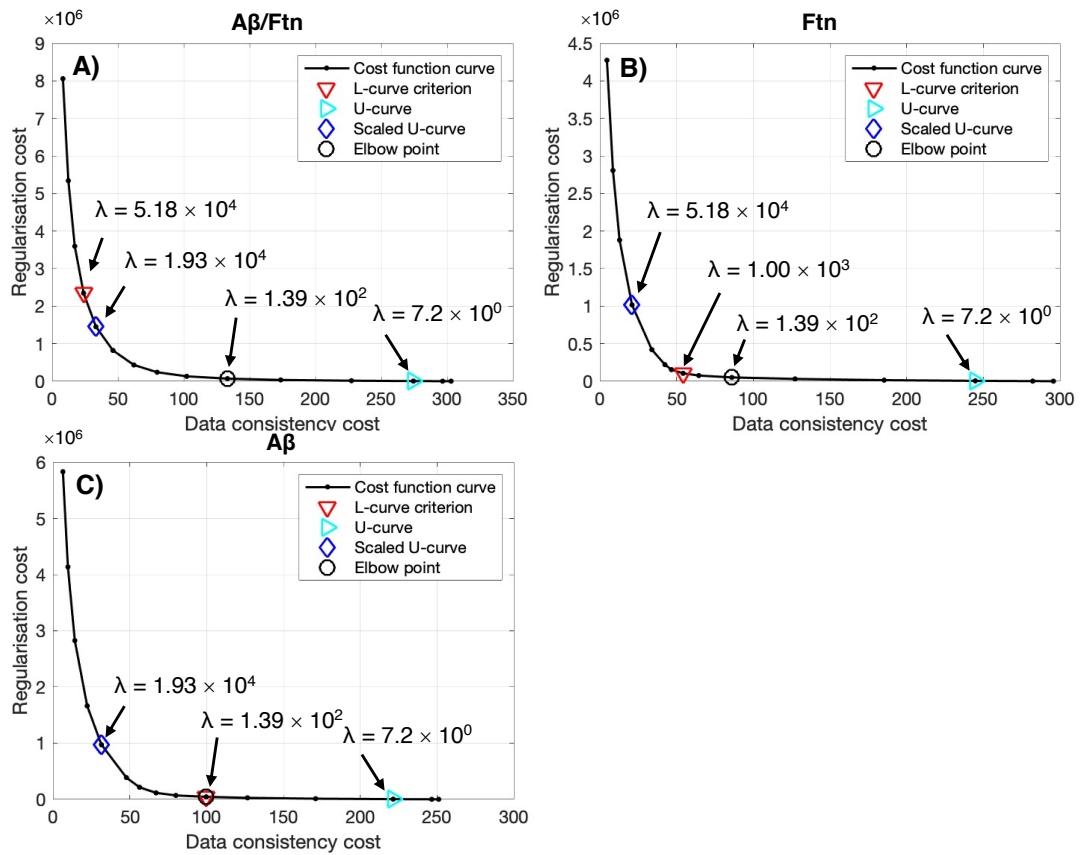 Aβ/Ftn
×10⁶
A)
9
8
7
6
5
4
3
2
1
0
Regularisation cost
Cost function curve
L-curve criterion
U-curve
Scaled U-curve
Elbow point
λ = 5.18 × 10⁴
λ = 1.93 × 10⁴
λ = 1.39 × 10²
λ = 7.2 × 10⁰
0 50 100 150 200 250 300 350
Data consistency cost
Ftn
×10⁶
B)
4.5
4
3.5
3
2.5
2
1.5
1
0.5
0
Regularisation cost
Cost function curve
L-curve criterion
U-curve
Scaled U-curve
Elbow point
λ = 5.18 × 10⁴
λ = 1.00 × 10³
λ = 1.39 × 10²
λ = 7.2 × 10⁰
0 50 100 150 200 250 300
Data consistency cost
Aβ
×10⁶
C)
6
5
4
3
2
1
0
Regularisation cost
Cost function curve
L-curve criterion
U-curve
Scaled U-curve
Elbow point
λ = 1.93 × 10⁴
λ = 1.39 × 10²
λ = 7.2 × 10⁰
0 50 100 150 200 250 300
Data consistency cost